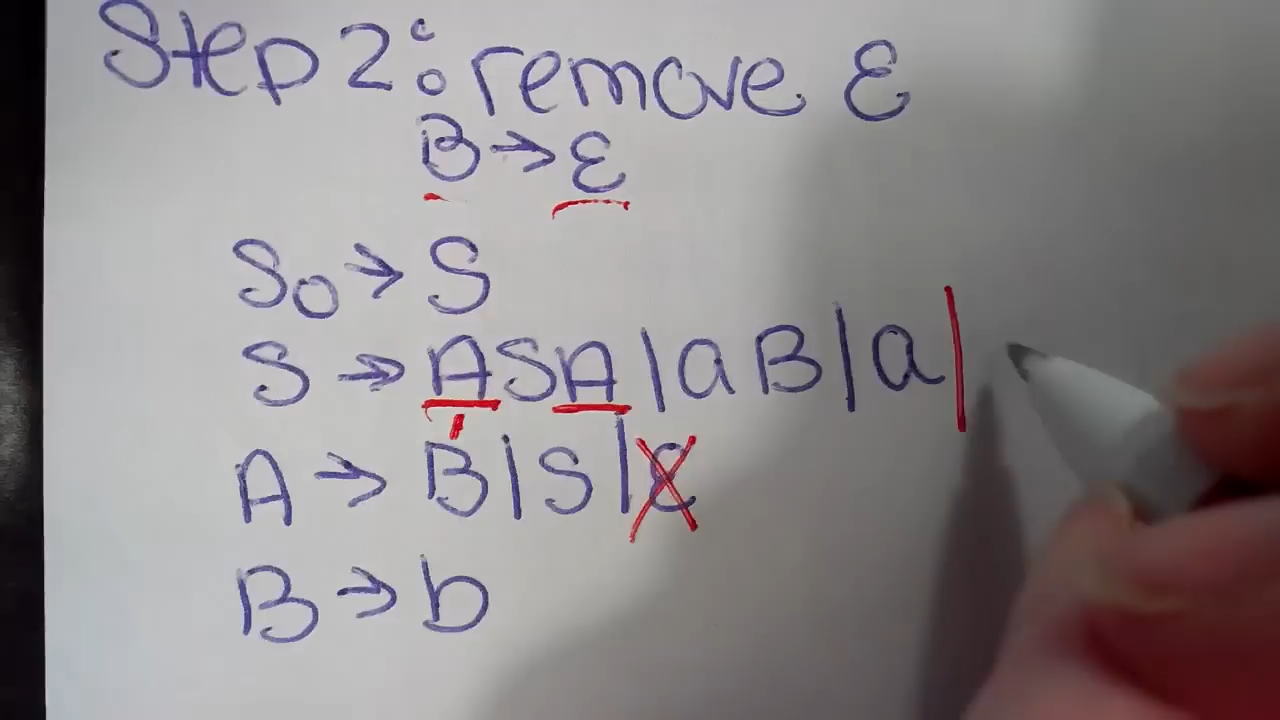 Step 2: remove ε
B → ε
S₀ → S
S → ASA | aB | a |
A → B | S | ε
B → b